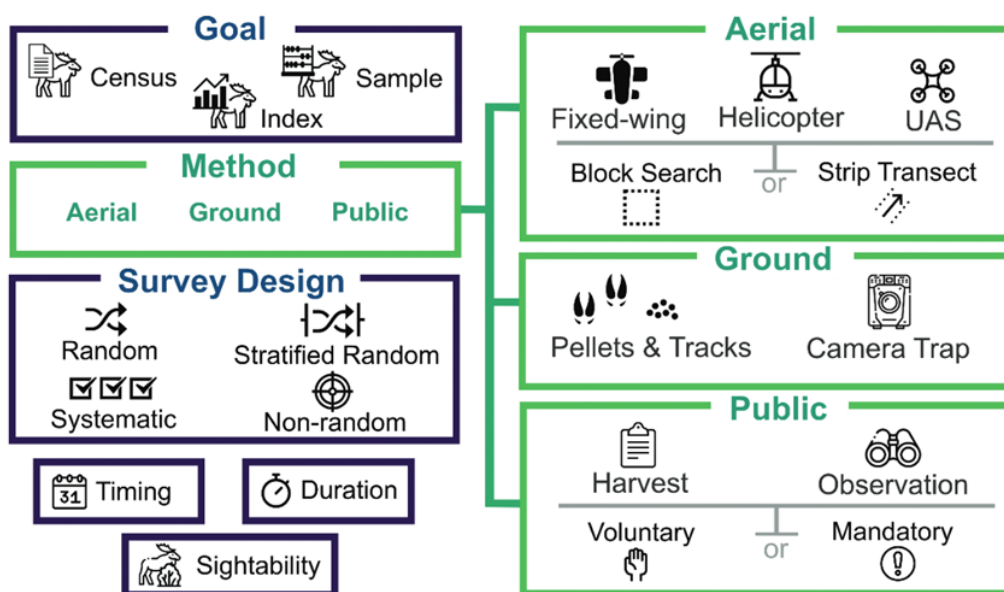 Goal
Census
Sample
Index
Method
Aerial Ground Public
Survey Design
Random
Stratified Random
Systematic
Non-random
31 Timing
Duration
Sightability
Aerial
Fixed-wing
Helicopter
UAS
Block Search
or
Strip Transect
Ground
Pellets & Tracks
Camera Trap
Public
Harvest
Observation
Voluntary
or
Mandatory